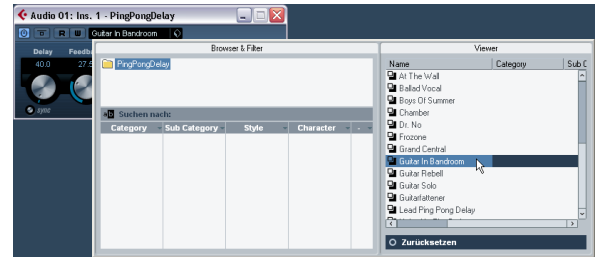 Audio 01: Ins. 1 - PingPongDelay
R W Guitar In Bandroom
Delay
40.0
27.5
sync
Browser & Filter
PingPongDelay
Suchen nach:
Category Sub Category Style Character - -
Viewer
Name Category Sub C
At The Wall
Ballad Vocal
Boys Of Summer
Chamber
Dr. No
Frozone
Grand Central
Guitar In Bandroom
Guitar Rebell
Guitar Solo
Guitarfattener
Lead Ping Pong Delay
Zurücksetzen